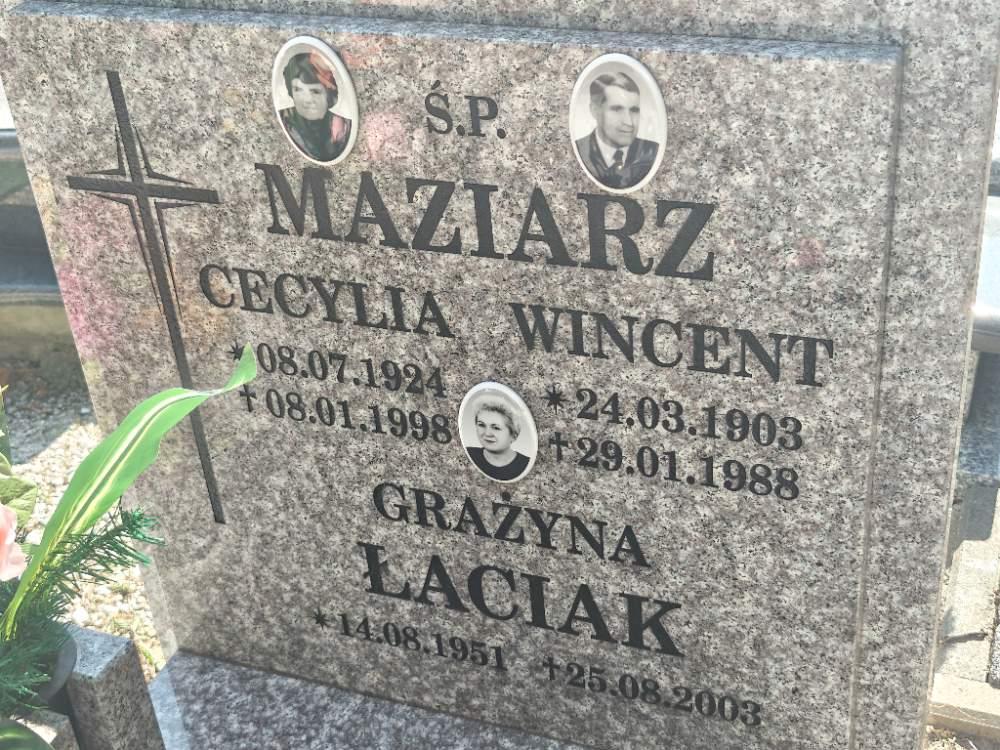 Ś.P.
MAZIARZ
CECYLIA WINCENT
*08.07.1924 *24.03.1903
†08.01.1998 †29.01.1988
GRAŻYNA
ŁACIAK
*14.08.1951 †25.08.2003